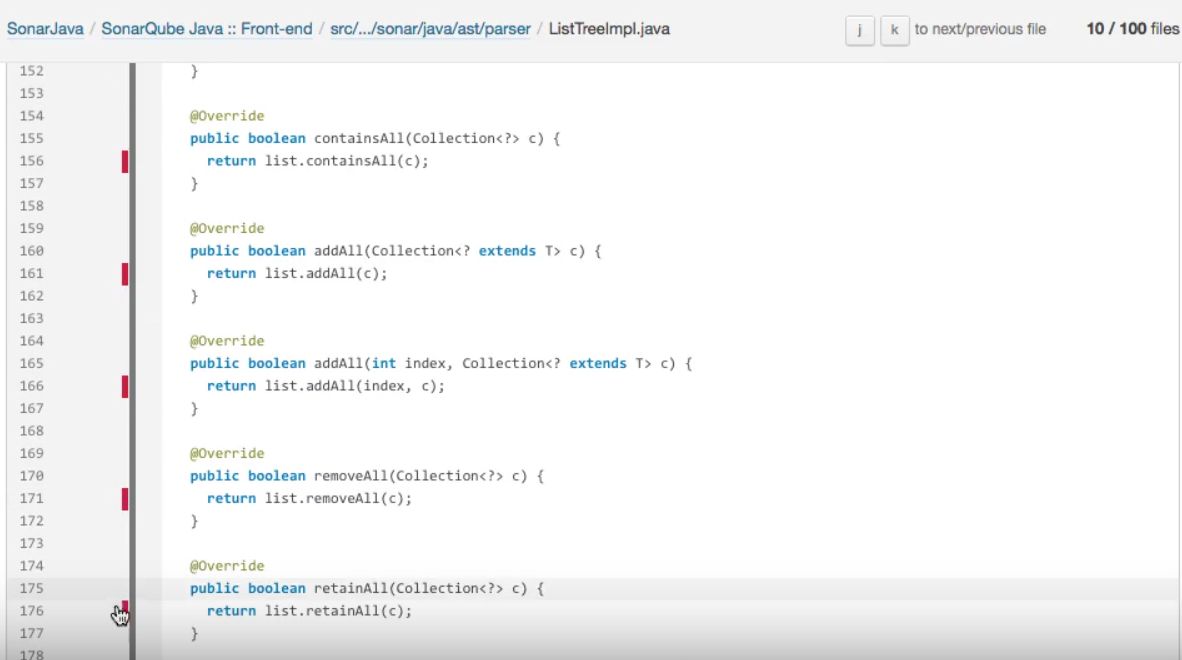 SonarJava / SonarQube Java :: Front-end / src/.../sonar/java/ast/parser / ListTreeImpl.java j k to next/previous file 10 / 100 files
152 }
153
154 @Override
155 public boolean containsAll(Collection<?> c) {
156 return list.containsAll(c);
157 }
158
159 @Override
160 public boolean addAll(Collection<? extends T> c) {
161 return list.addAll(c);
162 }
163
164 @Override
165 public boolean addAll(int index, Collection<? extends T> c) {
166 return list.addAll(index, c);
167 }
168
169 @Override
170 public boolean removeAll(Collection<?> c) {
171 return list.removeAll(c);
172 }
173
174 @Override
175 public boolean retainAll(Collection<?> c) {
176 return list.retainAll(c);
177 }
178